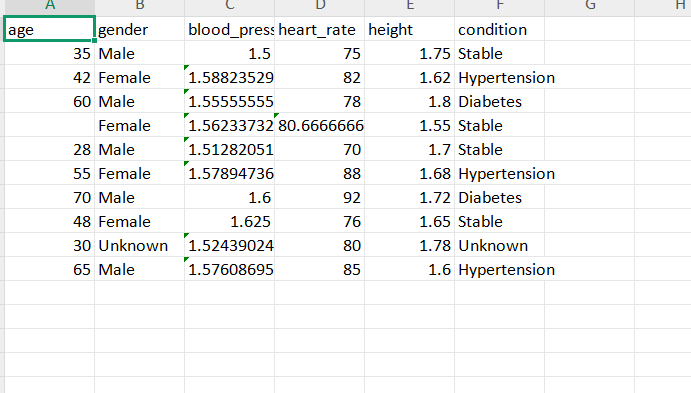 A B C D E F G H
age gender blood_press heart_rate height condition
35 Male 1.5 75 1.75 Stable
42 Female 1.58823529 82 1.62 Hypertension
60 Male 1.55555555 78 1.8 Diabetes
Female 1.56233732 80.6666666 1.55 Stable
28 Male 1.51282051 70 1.7 Stable
55 Female 1.57894736 88 1.68 Hypertension
70 Male 1.6 92 1.72 Diabetes
48 Female 1.625 76 1.65 Stable
30 Unknown 1.52439024 80 1.78 Unknown
65 Male 1.57608695 85 1.6 Hypertension